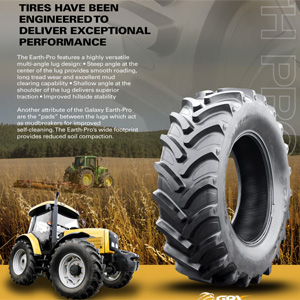 TIRES HAVE BEEN
ENGINEERED TO
DELIVER EXCEPTIONAL
PERFORMANCE
The Earth-Pro features a highly versatile
multi-angle lug design: • Steep angle at the
center of the lug provides smooth roading,
long tread wear and excellent mud
clearing capability • Shallow angle at the
shoulder of the lug delivers superior
traction • Improved hillside stability
Another attribute of the Galaxy Earth-Pro
are the "pads" between the lugs which act
as mudbreakers for improved
self-cleaning. The Earth-Pro's wide footprint
provides reduced soil compaction.
H PRO